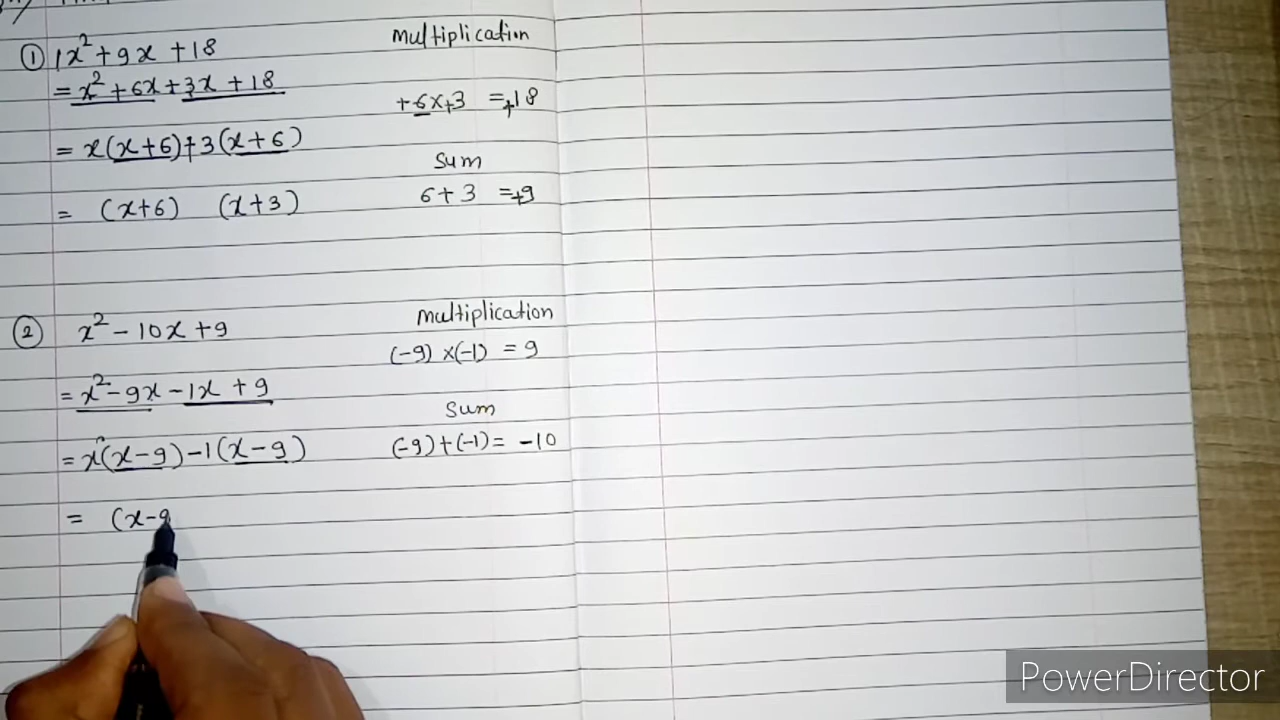 ① 1x²+9x+18
= x²+6x+3x+18
= x(x+6)+3(x+6)
= (x+6) (x+3)
multiplication
+6x+3 =+18
Sum
6+3 =+9
② x²-10x+9
= x²-9x-1x+9
= x(x-9)-1(x-9)
= (x-9
multiplication
(-9)×(-1) = 9
Sum
(-9)+(-1)= -10
PowerDirector